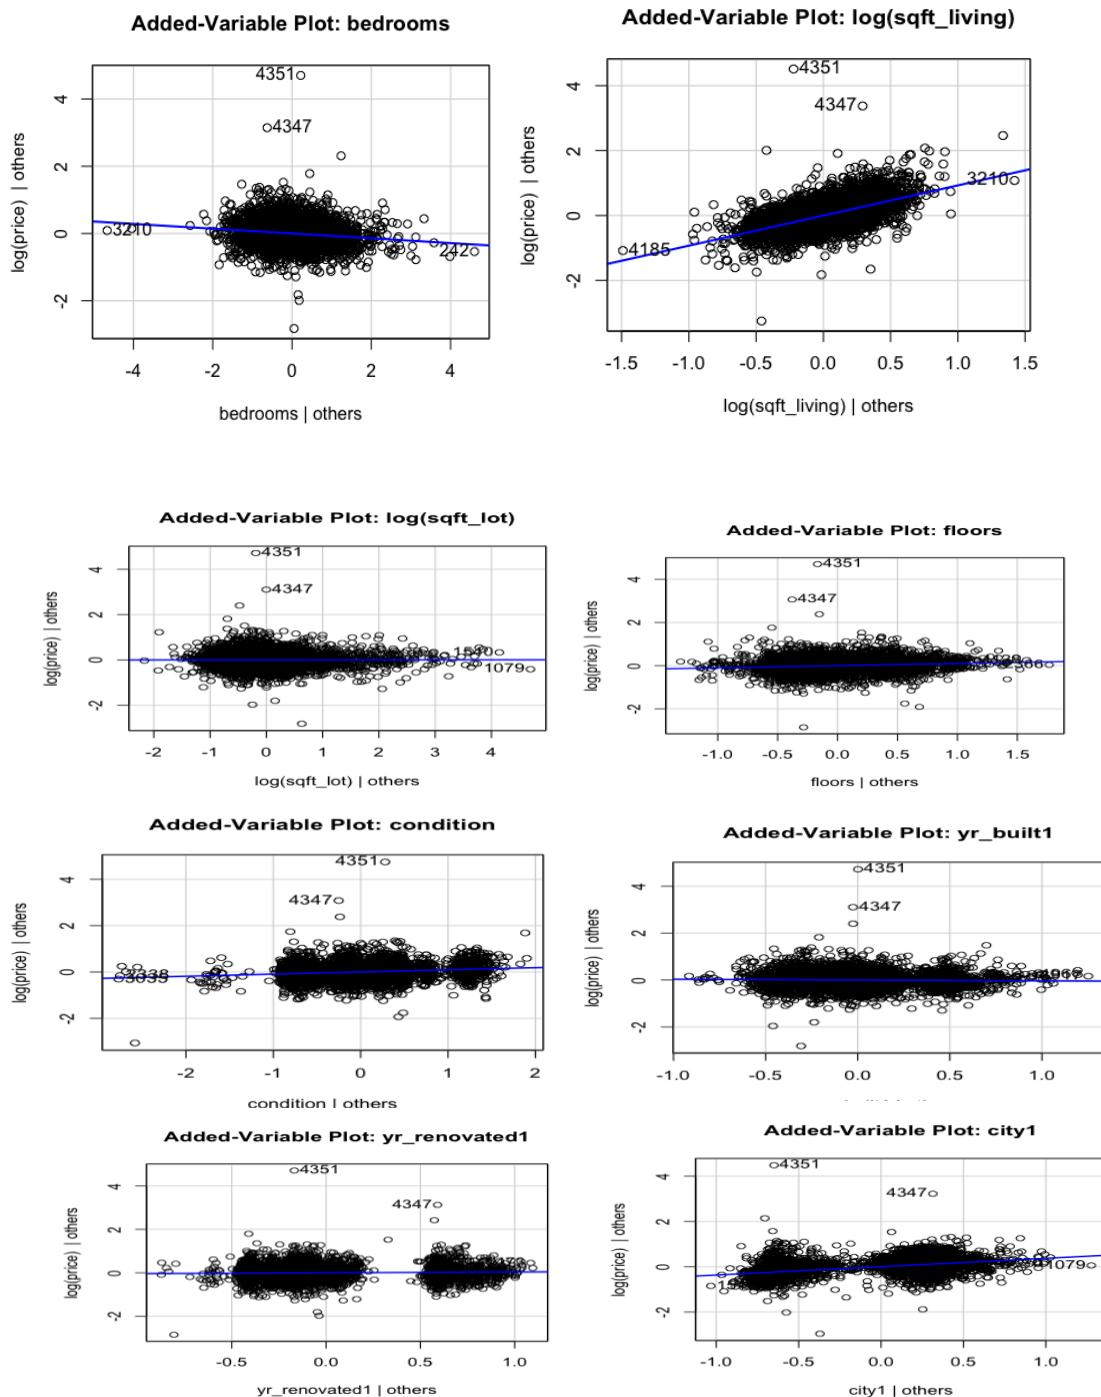 Added-Variable Plot: bedrooms
log(price) | others
4
2
0
-2
4351
4347
3210
242
-4 -2 0 2 4
bedrooms | others
Added-Variable Plot: log(sqft_living)
log(price) | others
4
2
0
-2
4351
4347
3210
4185
-1.5 -1.0 -0.5 0.0 0.5 1.0 1.5
log(sqft_living) | others
Added-Variable Plot: log(sqft_lot)
log(price) | others
4
2
0
-2
4351
4347
1079
-2 -1 0 1 2 3 4
log(sqft_lot) | others
Added-Variable Plot: floors
log(price) | others
4
2
0
-2
4351
4347
-1.0 -0.5 0.0 0.5 1.0 1.5
floors | others
Added-Variable Plot: condition
log(price) | others
4
2
0
-2
4351
4347
-2 -1 0 1 2
condition | others
Added-Variable Plot: yr_built1
log(price) | others
4
2
0
-2
4351
4347
-1.0 -0.5 0.0 0.5 1.0
Added-Variable Plot: yr_renovated1
log(price) | others
4
2
0
-2
4351
4347
-0.5 0.0 0.5 1.0
yr_renovated1 | others
Added-Variable Plot: city1
log(price) | others
4
2
0
-2
4351
4347
1079
-1.0 -0.5 0.0 0.5 1.0
city1 | others